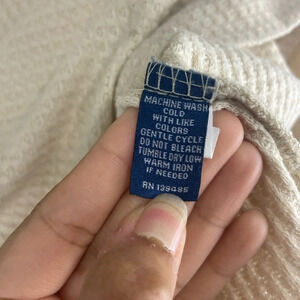 MACHINE WASH
COLD
WITH LIKE
COLORS
GENTLE CYCLE
DO NOT BLEACH
TUMBLE DRY LOW
WARM IRON
IF NEEDED
RN 139485